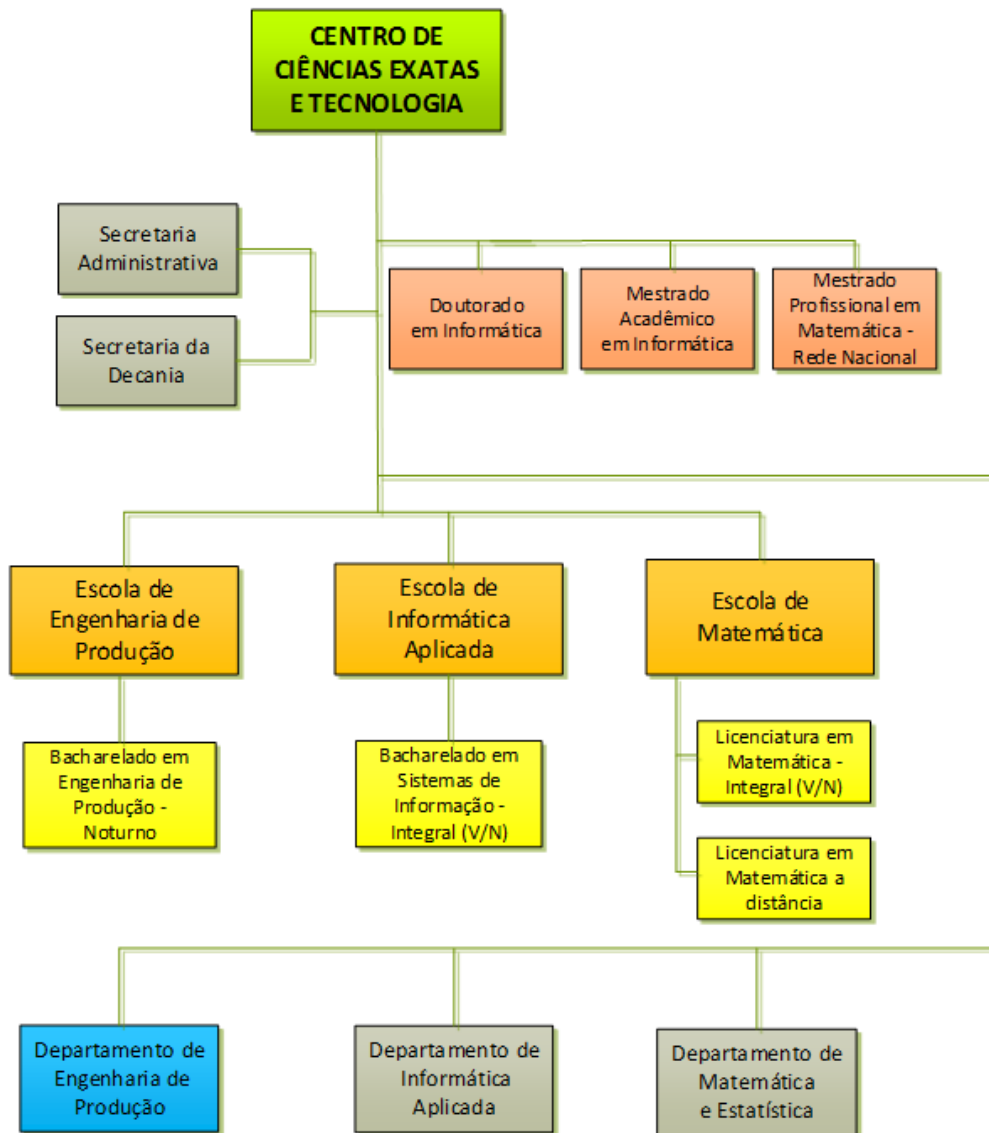 CENTRO DE
CIÊNCIAS EXATAS
E TECNOLOGIA
Secretaria
Administrativa
Secretaria da
Decania
Doutorado
em Informática
Mestrado
Acadêmico
em Informática
Mestrado
Profissional em
Matemática -
Rede Nacional
Escola de
Engenharia de
Produção
Escola de
Informática
Aplicada
Escola de
Matemática
Bacharelado em
Engenharia de
Produção -
Noturno
Bacharelado em
Sistemas de
Informação -
Integral (V/N)
Licenciatura em
Matemática -
Integral (V/N)
Licenciatura em
Matemática a
distância
Departamento de
Engenharia de
Produção
Departamento de
Informática
Aplicada
Departamento de
Matemática
e Estatística